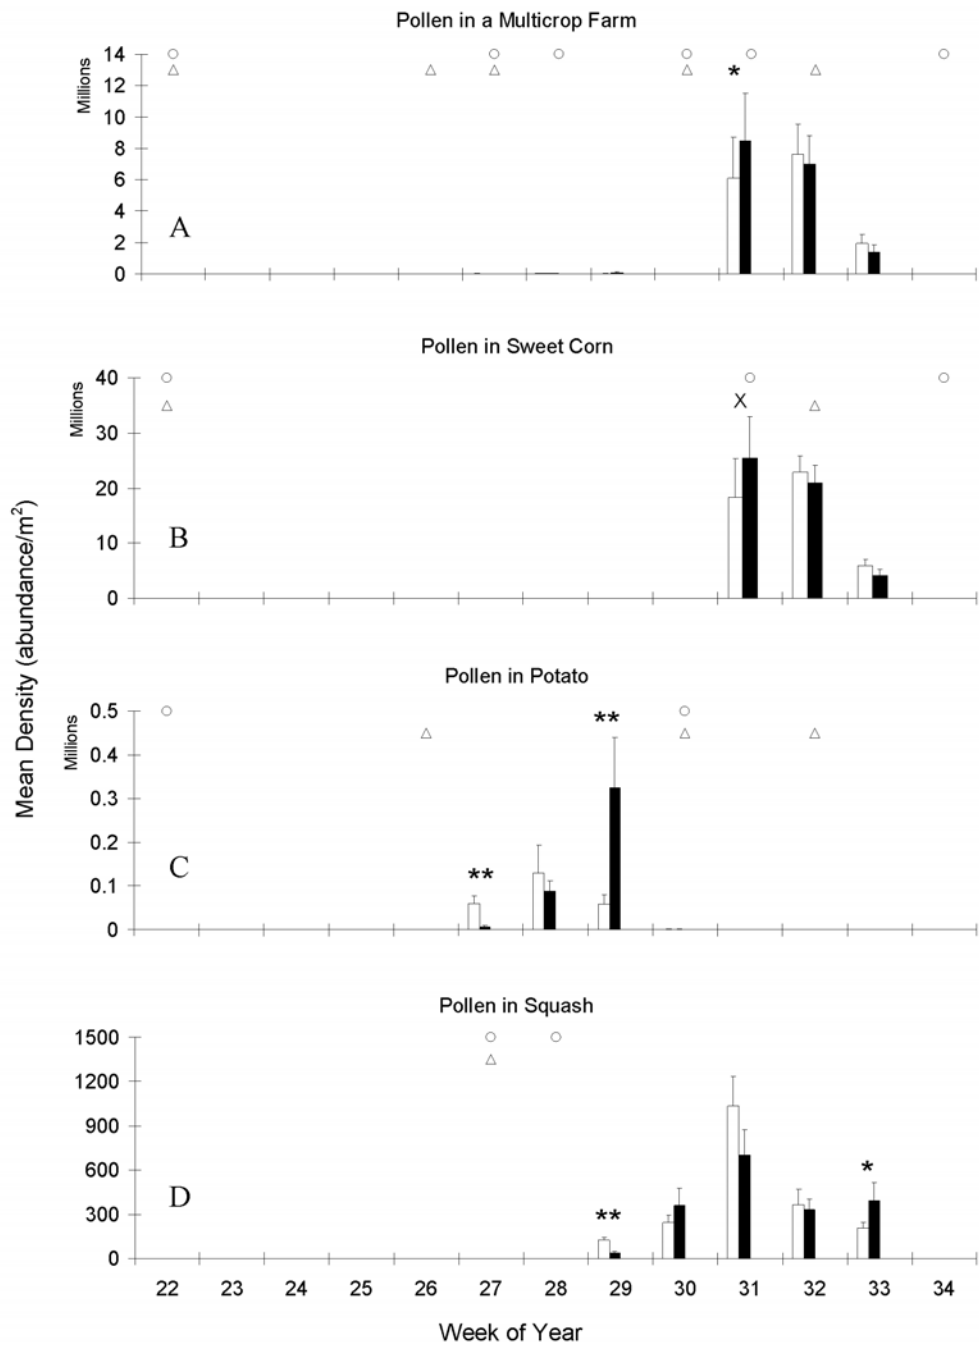 Pollen in a Multicrop Farm
Millions
14
12
10
8
6
4
2
0
*
A
Pollen in Sweet Corn
Millions
40
30
20
10
0
X
B
Mean Density (abundance/m²)
Pollen in Potato
Millions
0.5
0.4
0.3
0.2
0.1
0
**
**
C
Pollen in Squash
1500
1200
900
600
300
0
**
*
D
22 23 24 25 26 27 28 29 30 31 32 33 34
Week of Year